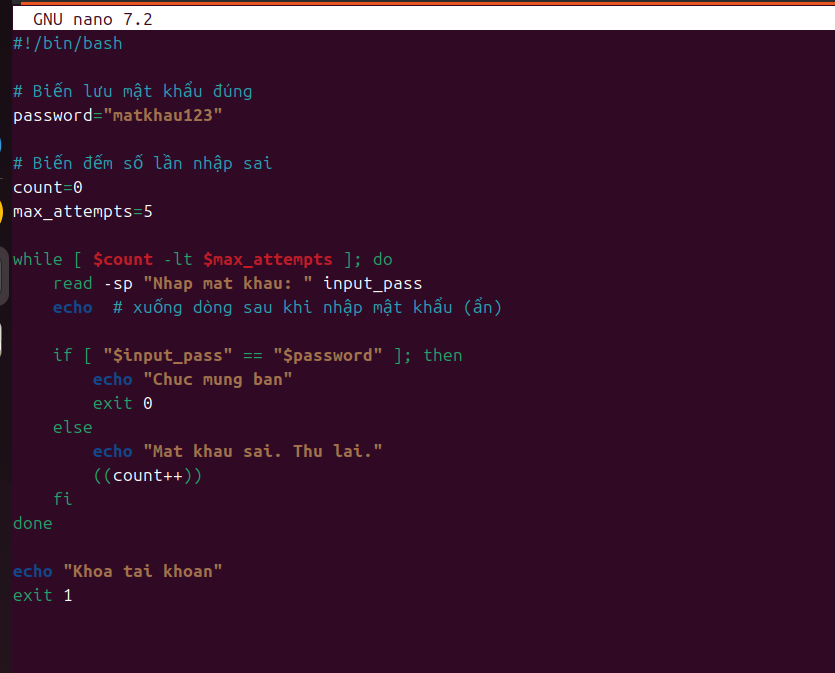 GNU nano 7.2
#!/bin/bash
# Biến lưu mật khẩu đúng
password="matkhau123"
# Biến đếm số lần nhập sai
count=0
max_attempts=5
while [ $count -lt $max_attempts ]; do
    read -sp "Nhap mat khau: " input_pass
    echo  # xuống dòng sau khi nhập mật khẩu (ẩn)
    if [ "$input_pass" == "$password" ]; then
        echo "Chuc mung ban"
        exit 0
    else
        echo "Mat khau sai. Thu lai."
        ((count++))
    fi
done
echo "Khoa tai khoan"
exit 1